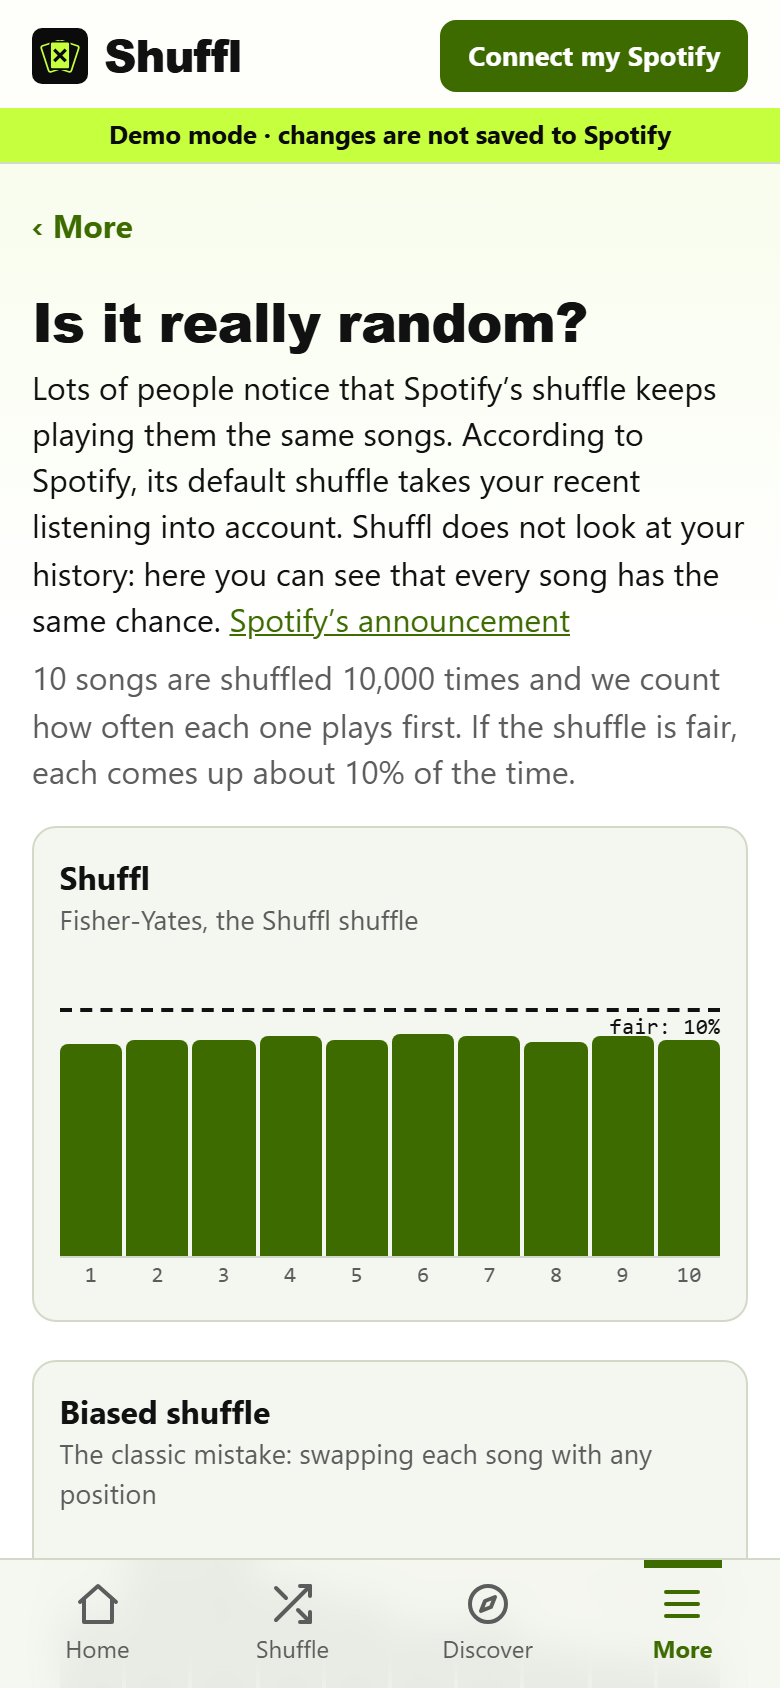 Shuffl
Connect my Spotify
Demo mode · changes are not saved to Spotify
‹ More
Is it really random?
Lots of people notice that Spotify’s shuffle keeps
playing them the same songs. According to
Spotify, its default shuffle takes your recent
listening into account. Shuffl does not look at your
history: here you can see that every song has the
same chance. Spotify’s announcement
10 songs are shuffled 10,000 times and we count
how often each one plays first. If the shuffle is fair,
each comes up about 10% of the time.
Shuffl
Fisher-Yates, the Shuffl shuffle
fair: 10%
1 2 3 4 5 6 7 8 9 10
Biased shuffle
The classic mistake: swapping each song with any
position
Home Shuffle Discover More